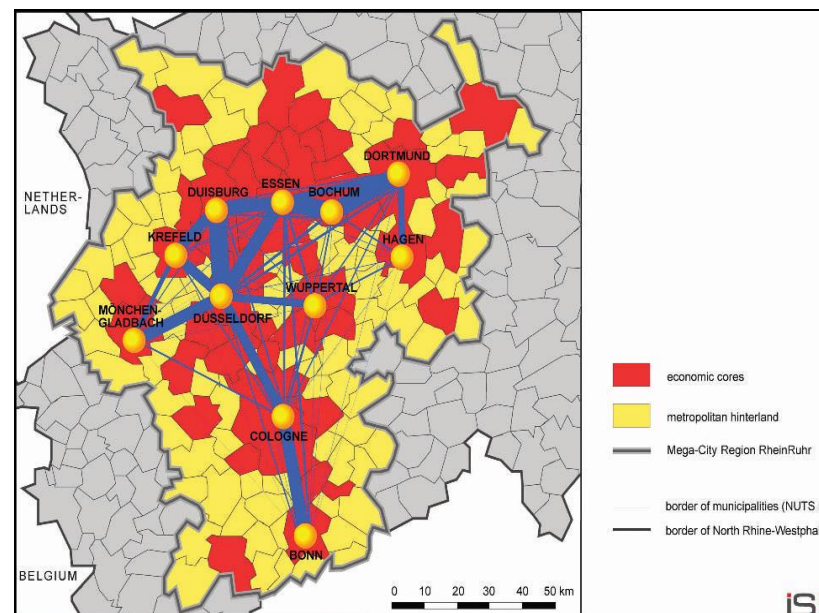 DORTMUND
ESSEN
DUISBURG
BOCHUM
NETHER-
LANDS
KREFELD
HAGEN
WUPPERTAL
MÖNCHEN-
GLADBACH
DÜSSELDORF
COLOGNE
BONN
BELGIUM
0 10 20 30 40 50 km
economic cores
metropolitan hinterland
Mega-City Region RheinRuhr
border of municipalities (NUTS
border of North Rhine-Westpha
iS